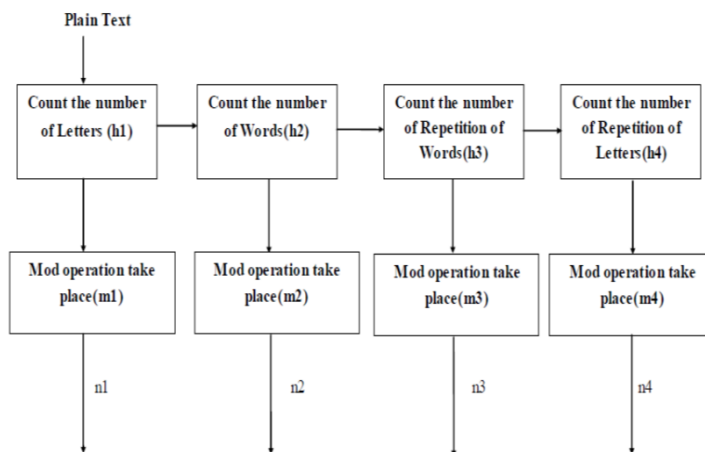 Plain Text
Count the number
of Letters (h1)
Count the number
of Words(h2)
Count the number
of Repetition of
Words(h3)
Count the number
of Repetition of
Letters(h4)
Mod operation take
place(m1)
Mod operation take
place(m2)
Mod operation take
place(m3)
Mod operation take
place(m4)
n1
n2
n3
n4